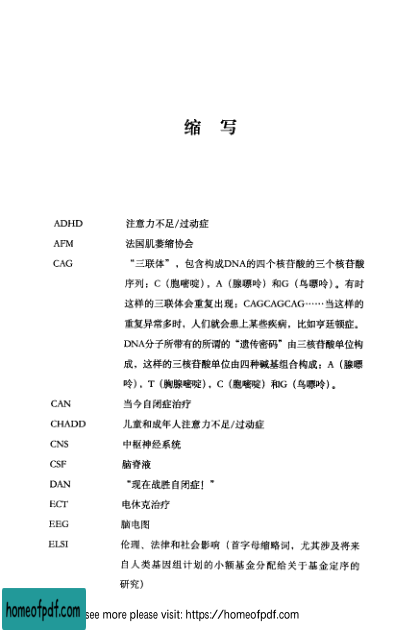 缩 写
ADHD 注意力不足/过动症
AFM 法国肌萎缩协会
CAG “三联体”，包含构成DNA的四个核苷酸的三个核苷酸
序列：C（胞嘧啶），A（腺嘌呤）和G（鸟嘌呤）。有时
这样的三联体会重复出现：CAGCAGCAG……当这样的
重复异常多时，人们就会患上某些疾病，比如亨廷顿症。
DNA分子所带有的所谓的“遗传密码”由三核苷酸单位构
成，这样的三核苷酸单位由四种碱基组合构成：A（腺嘌
呤），T（胸腺嘧啶），C（胞嘧啶）和G（鸟嘌呤）。
CAN 当今自闭症治疗
CHADD 儿童和成年人注意力不足/过动症
CNS 中枢神经系统
CSF 脑脊液
DAN “现在战胜自闭症！”
ECT 电休克治疗
EEG 脑电图
ELSI 伦理、法律和社会影响（首字母缩略词，尤其涉及将来
自人类基因组计划的小额基金分配给关于基金定序的
研究）
homeofpdf.com
see more please visit: https://homeofpdf.com